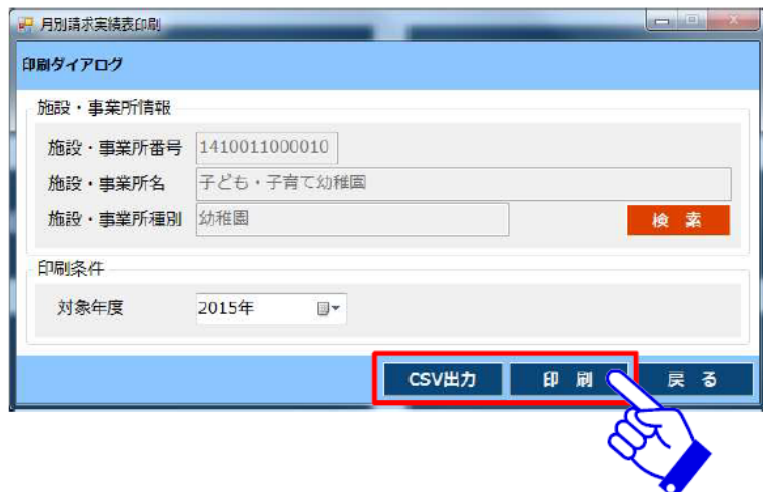 月別請求実績表印刷
印刷ダイアログ
施設・事業所情報
施設・事業所番号 1410011000010
施設・事業所名 子ども・子育て幼稚園
施設・事業所種別 幼稚園
検 索
印刷条件
対象年度 2015年
CSV出力 印 刷 戻 る